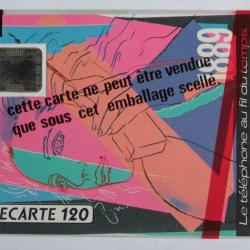 cette carte ne peut être vendue
que sous cet emballage scellé.
ECARTE 120
Le téléphone au fil du temps.